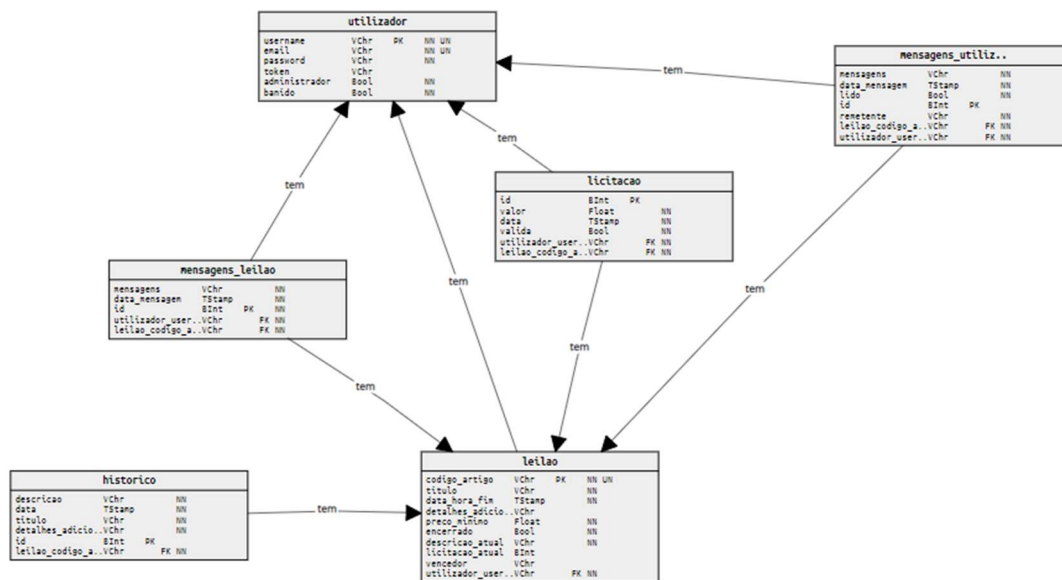 utilizador
username VChr PK NN UN
email VChr NN UN
password VChr NN
token VChr
administrador Bool NN
banido Bool NN
mensagens_utiliz..
mensagens VChr NN
data_mensagem TStamp NN
lido Bool NN
id BInt PK
remetente VChr NN
leilao_codigo_a..VChr FK NN
utilizador_user..VChr FK NN
tem
tem
licitacao
id BInt PK
valor Float NN
data TStamp NN
valida Bool NN
utilizador_user..VChr FK NN
leilao_codigo_a..VChr FK NN
tem
mensagens_leilao
mensagens VChr NN
data_mensagem TStamp NN
id BInt PK NN
utilizador_user..VChr FK NN
leilao_codigo_a..VChr FK NN
tem
tem
tem
tem
leilao
codigo_artigo VChr PK NN UN
titulo VChr NN
data_hora_fim TStamp NN
detalhes_adicio..VChr
preco_minimo Float NN
encerrado Bool NN
descricao_atual VChr NN
licitacao_atual BInt
vencedor VChr
utilizador_user..VChr FK NN
historico
descricao VChr NN
data TStamp NN
titulo VChr NN
detalhes_adicio..VChr NN
id BInt PK
leilao_codigo_a..VChr FK NN
tem